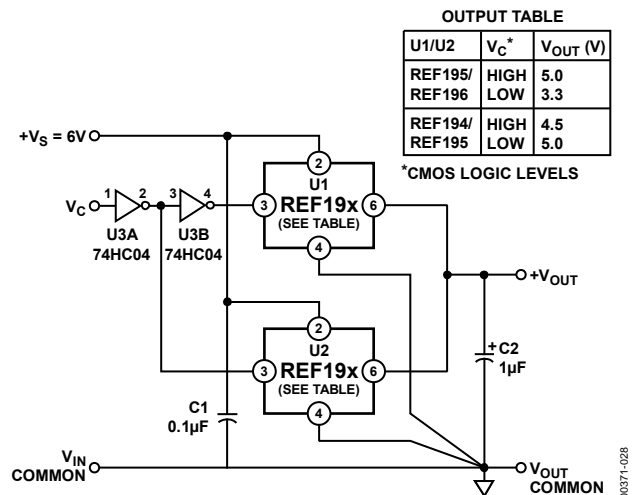 OUTPUT TABLE
U1/U2 VC* VOUT (V)
REF195/ HIGH 5.0
REF196 LOW 3.3
REF194/ HIGH 4.5
REF195 LOW 5.0
*CMOS LOGIC LEVELS
+VS = 6V
2
U1
VC 1 2 3 4 3 REF19x 6
(SEE TABLE)
U3A U3B
74HC04 74HC04
4
+VOUT
2
U2
3 REF19x 6
(SEE TABLE)
+ C2
1µF
C1
0.1µF
4
VIN
COMMON
VOUT
COMMON
00371-028